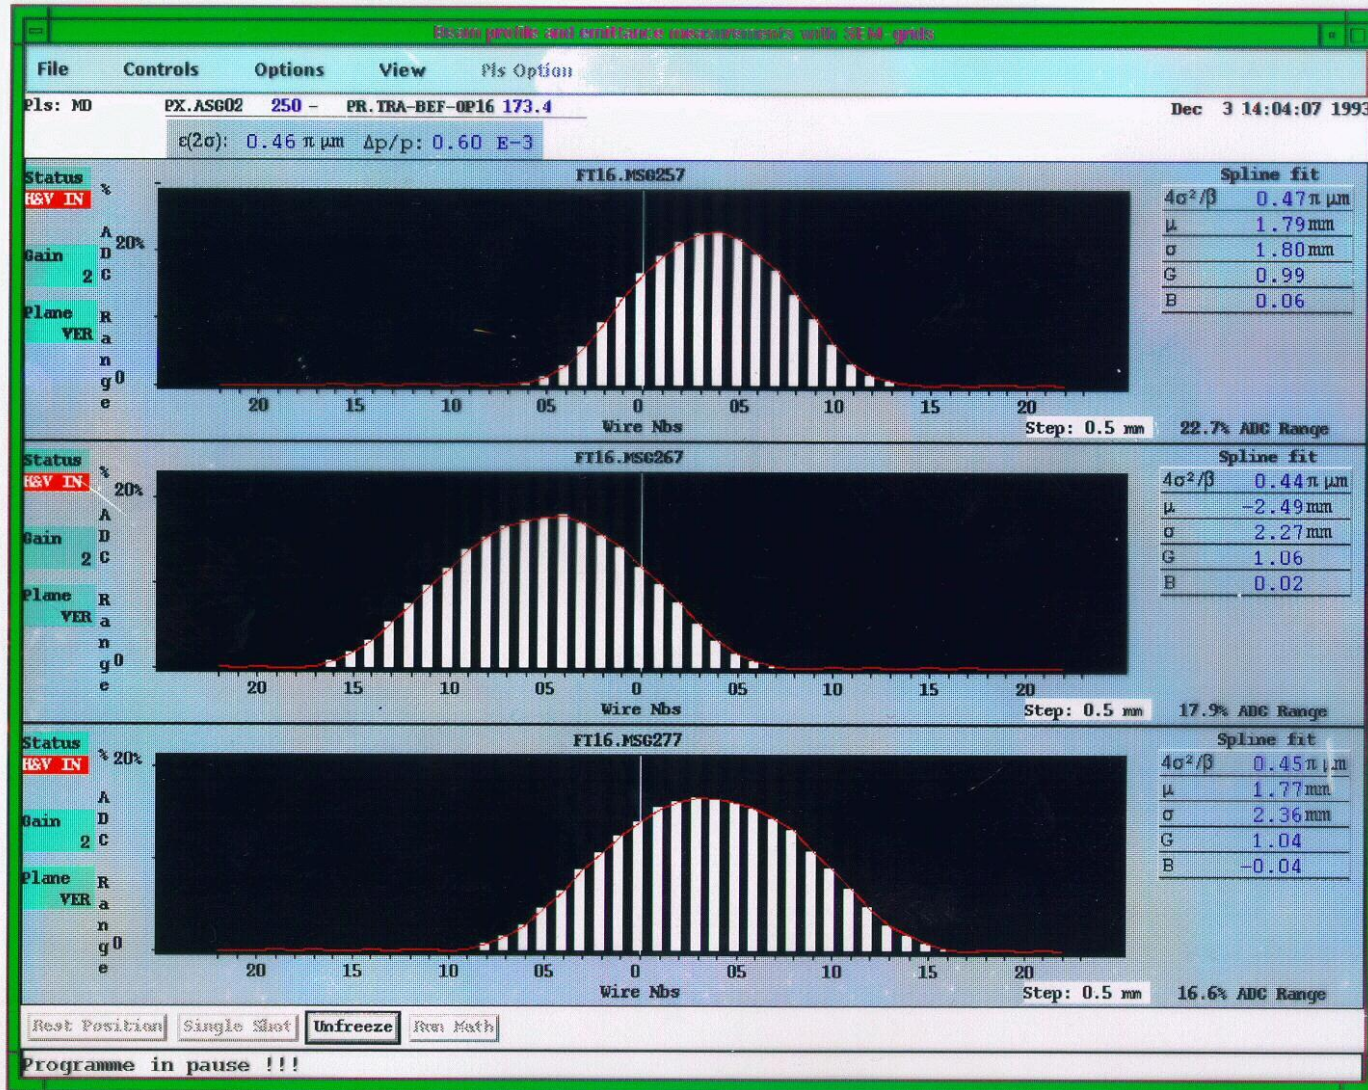 Beam profile and emittance measurements with SEM-grids
File Controls Options View Pls Option
Pls: MD PX.ASG02 250 - PR.TRA-BEF-OP16 173.4 Dec 3 14:04:07 1993
ε(2σ): 0.46 π μm Δp/p: 0.60 E-3
FT16.MSG257
Status
H&V IN
Gain
2
Plane
VER
% ADC Range
20%
0
20 15 10 05 0 05 10 15 20
Wire Nbs
Step: 0.5 mm
22.7% ADC Range
Spline fit
4σ²/β 0.47 π μm
μ 1.79 mm
σ 1.80 mm
G 0.99
B 0.06
FT16.MSG267
Status
H&V IN
Gain
2
Plane
VER
% ADC Range
20%
0
20 15 10 05 0 05 10 15 20
Wire Nbs
Step: 0.5 mm
17.9% ADC Range
Spline fit
4σ²/β 0.44 π μm
μ -2.49 mm
σ 2.27 mm
G 1.06
B 0.02
FT16.MSG277
Status
H&V IN
Gain
2
Plane
VER
% ADC Range
20%
0
20 15 10 05 0 05 10 15 20
Wire Nbs
Step: 0.5 mm
16.6% ADC Range
Spline fit
4σ²/β 0.45 π μm
μ 1.77 mm
σ 2.36 mm
G 1.04
B -0.04
Rest Position Single Shot Unfreeze Run Math
Programme in pause !!!